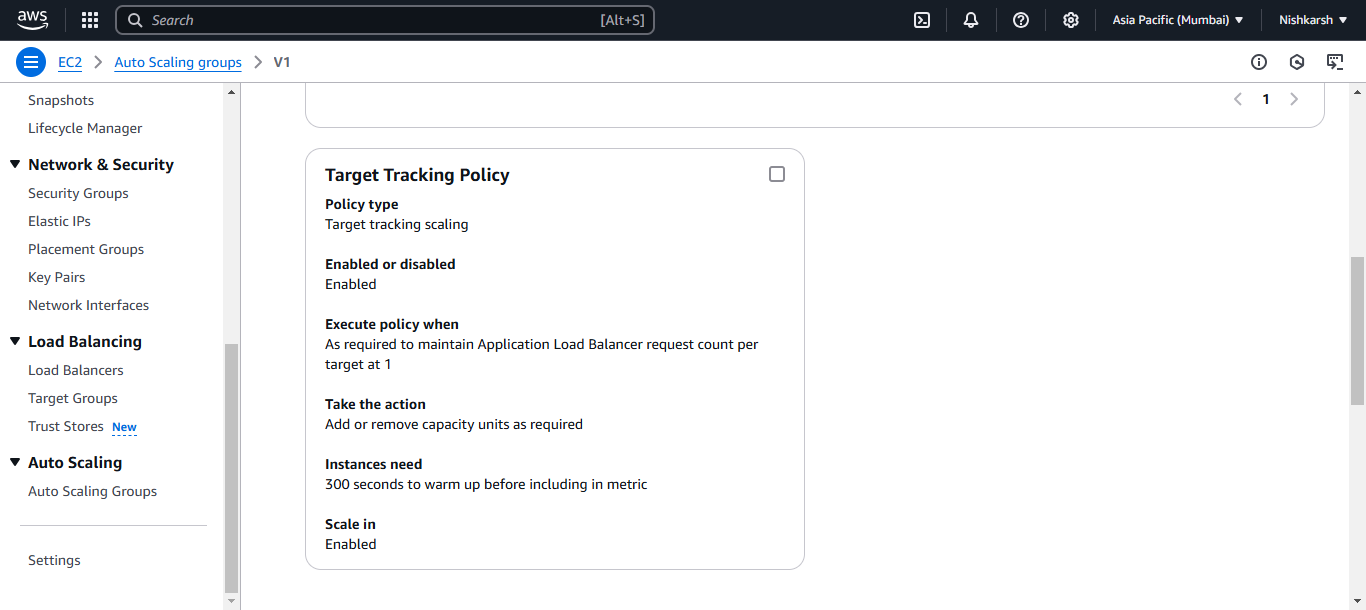 aws
Search
[Alt+S]
Asia Pacific (Mumbai)
Nishkarsh
EC2
Auto Scaling groups
V1
Snapshots
Lifecycle Manager
Network & Security
Security Groups
Elastic IPs
Placement Groups
Key Pairs
Network Interfaces
Load Balancing
Load Balancers
Target Groups
Trust Stores New
Auto Scaling
Auto Scaling Groups
Settings
1
Target Tracking Policy
Policy type
Target tracking scaling
Enabled or disabled
Enabled
Execute policy when
As required to maintain Application Load Balancer request count per
target at 1
Take the action
Add or remove capacity units as required
Instances need
300 seconds to warm up before including in metric
Scale in
Enabled